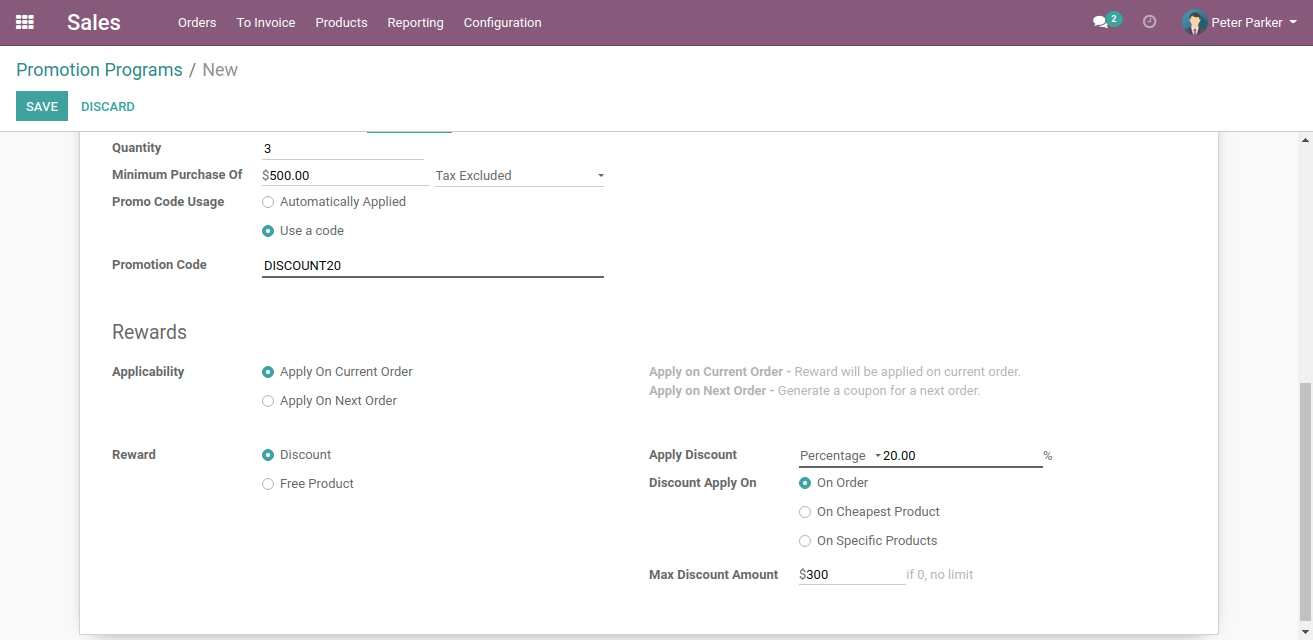 Sales Orders To Invoice Products Reporting Configuration 2 Peter Parker
Promotion Programs / New
SAVE DISCARD
Quantity 3
Minimum Purchase Of $500.00 Tax Excluded
Promo Code Usage Automatically Applied
Use a code
Promotion Code DISCOUNT20
Rewards
Applicability Apply On Current Order Apply on Current Order - Reward will be applied on current order.
Apply on Next Order - Generate a coupon for a next order.
Apply On Next Order
Reward Discount Apply Discount Percentage 20.00 %
Discount Apply On On Order
Free Product
On Cheapest Product
On Specific Products
Max Discount Amount $300 if 0, no limit